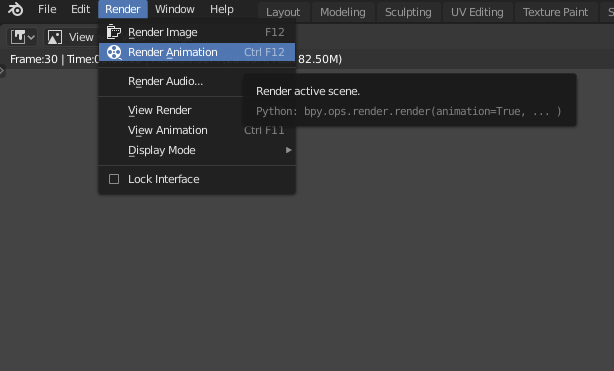 File Edit Render Window Help Layout Modeling Sculpting UV Editing Texture Paint S
View
Render Image F12
Render Animation Ctrl F12
Frame:30 | Time:0 82.50M)
Render Audio...
Render active scene.
Python: bpy.ops.render.render(animation=True, ... )
View Render
View Animation Ctrl F11
Display Mode
Lock Interface